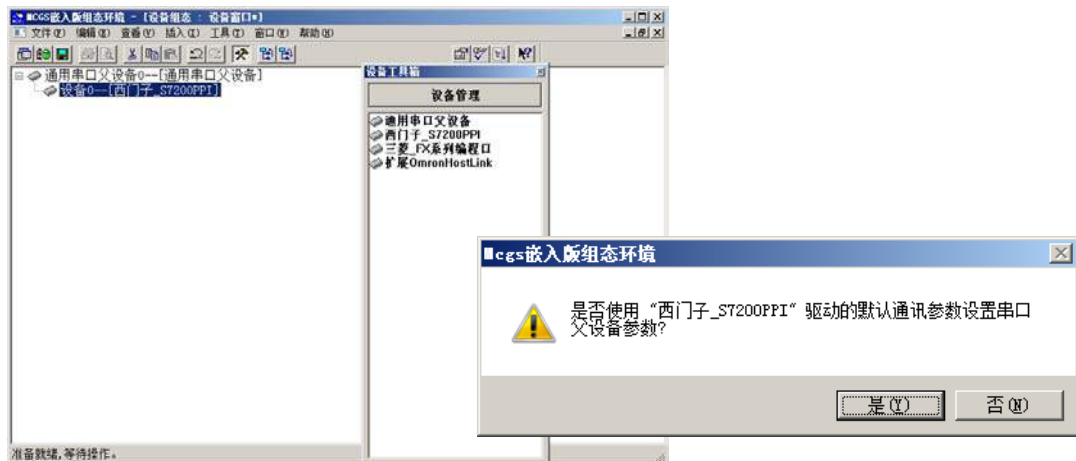 MCGS嵌入版组态环境 - [设备组态 : 设备窗口*]
文件(F) 编辑(E) 查看(V) 插入(I) 工具(T) 窗口(W) 帮助(H)
通用串口父设备0--[通用串口父设备]
设备0--[西门子_S7200PPI]
设备工具箱
设备管理
通用串口父设备
西门子_S7200PPI
三菱_FX系列编程口
扩展OmronHostLink
Mcgs嵌入版组态环境
是否使用“西门子_S7200PPI”驱动的默认通讯参数设置串口
父设备参数?
是(Y)
否(N)
准备就绪,等待操作。